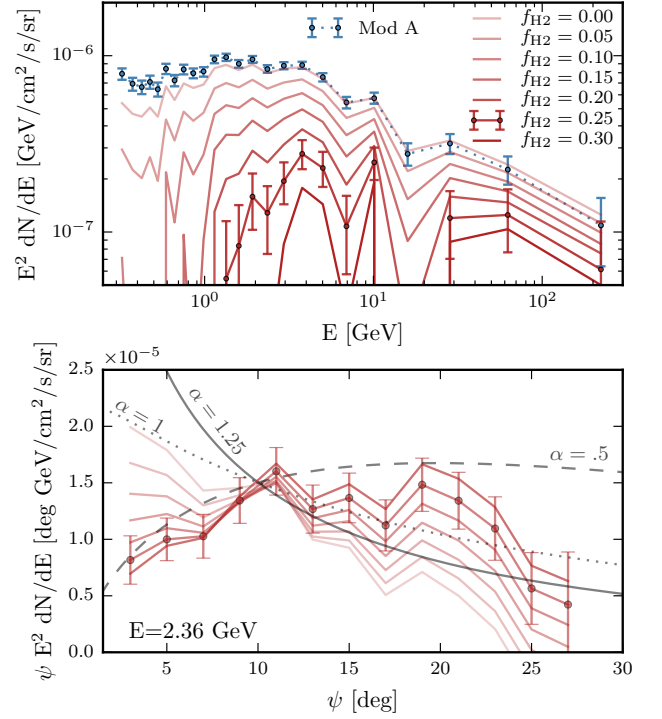 E² dN/dE [GeV/cm²/s/sr]
10⁻⁶
10⁻⁷
Mod A
f_H2 = 0.00
f_H2 = 0.05
f_H2 = 0.10
f_H2 = 0.15
f_H2 = 0.20
f_H2 = 0.25
f_H2 = 0.30
10⁰ 10¹ 10²
E [GeV]
ψ E² dN/dE [deg GeV/cm²/s/sr]
×10⁻⁵
2.5
2.0
1.5
1.0
0.5
0.0
α = 1
α = 1.25
α = .5
E=2.36 GeV
5 10 15 20 25 30
ψ [deg]